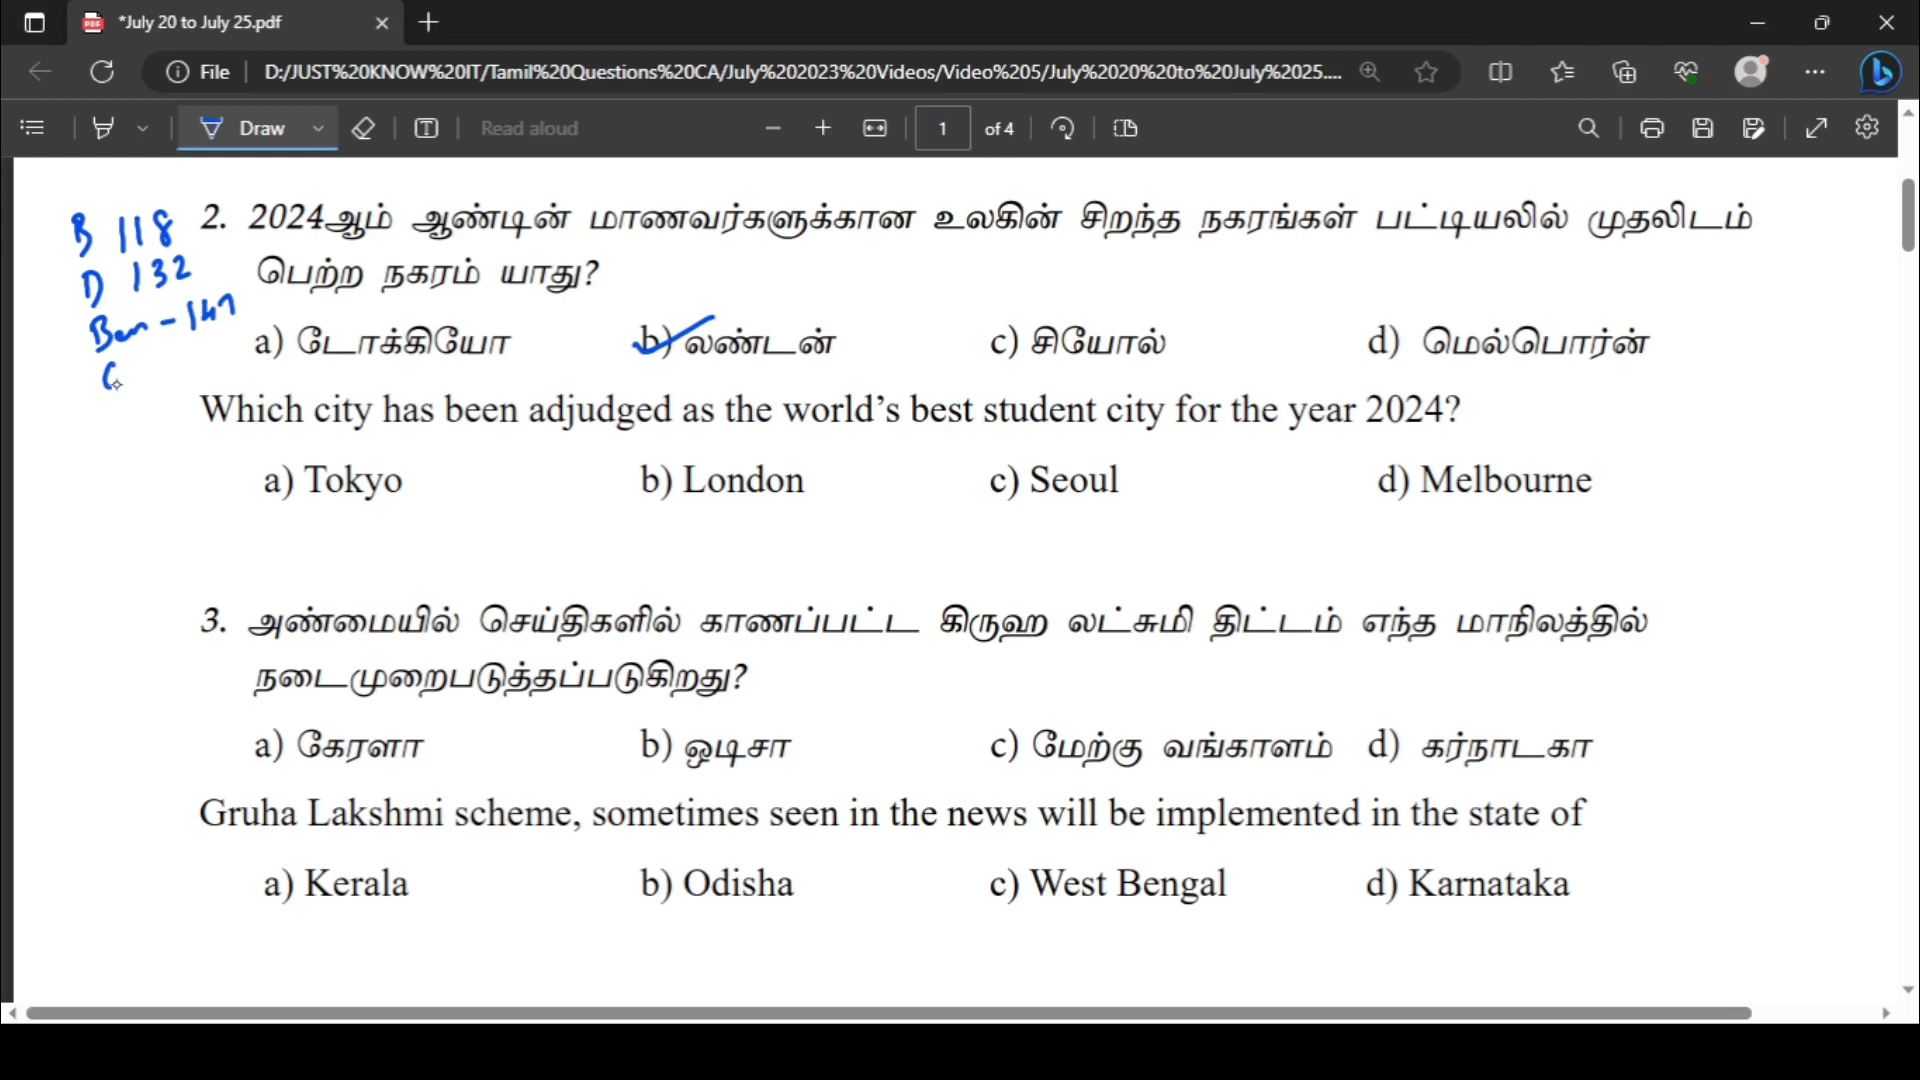 *July 20 to July 25.pdf
File D:/JUST%20KNOW%20IT/Tamil%20Questions%20CA/July%202023%20Videos/Video%205/July%2020%20to%20July%2025....
Draw Read aloud 1 of 4
B 118
D 132
Ben - 147
C
2. 2024ஆம் ஆண்டின் மாணவர்களுக்கான உலகின் சிறந்த நகரங்கள் பட்டியலில் முதலிடம்
பெற்ற நகரம் யாது?
a) டோக்கியோ b) லண்டன் c) சியோல் d) மெல்பொர்ன்
Which city has been adjudged as the world’s best student city for the year 2024?
a) Tokyo b) London c) Seoul d) Melbourne
3. அண்மையில் செய்திகளில் காணப்பட்ட கிருஹ லட்சுமி திட்டம் எந்த மாநிலத்தில்
நடைமுறைபடுத்தப்படுகிறது?
a) கேரளா b) ஒடிசா c) மேற்கு வங்காளம் d) கர்நாடகா
Gruha Lakshmi scheme, sometimes seen in the news will be implemented in the state of
a) Kerala b) Odisha c) West Bengal d) Karnataka